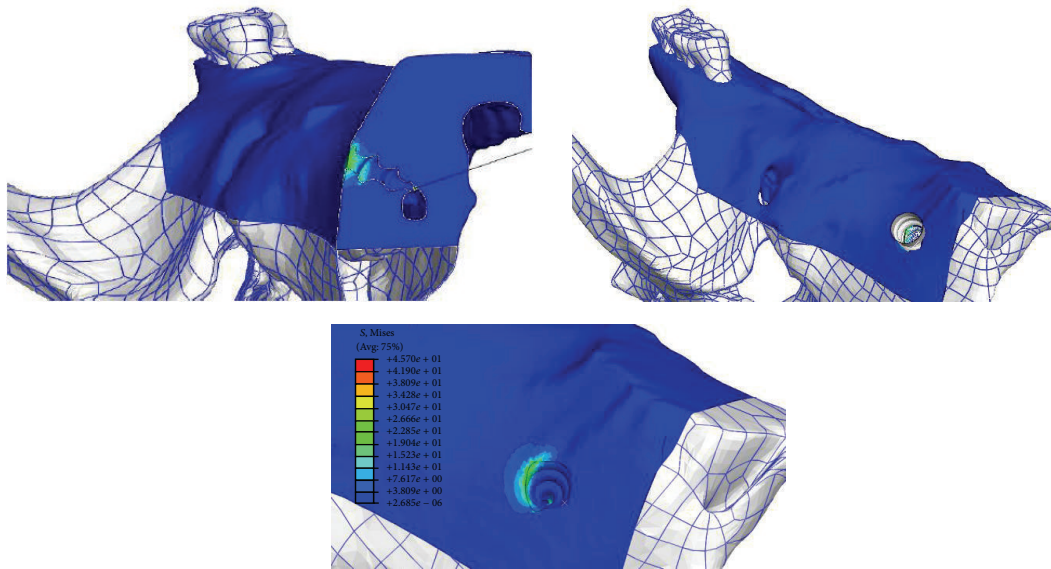 S, Mises
(Avg: 75%)
+4.570e + 01
+4.190e + 01
+3.809e + 01
+3.428e + 01
+3.047e + 01
+2.666e + 01
+2.285e + 01
+1.904e + 01
+1.523e + 01
+1.143e + 01
+7.617e + 00
+3.809e + 00
+2.685e − 06